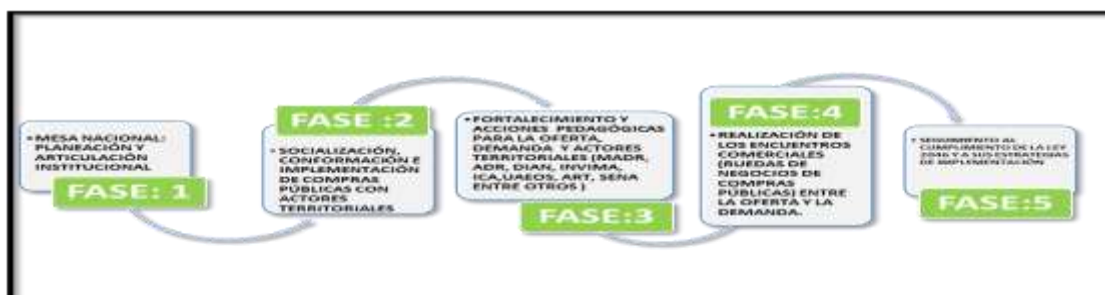 • MESA NACIONAL:
PLANEACIÓN Y
ARTICULACIÓN
INSTITUCIONAL
FASE: 1
FASE :2
• SOCIALIZACIÓN,
CONFORMACIÓN E
IMPLEMENTACIÓN
DE COMPRAS
PÚBLICAS CON
ACTORES
TERRITORIALES
• FORTALECIMIENTO Y
ACCIONES PEDAGÓGICAS
PARA LA OFERTA,
DEMANDA Y ACTORES
TERRITORIALES (MADR,
ADR, DIAN, INVIMA,
ICA,UAEOS, ART, SENA
ENTRE OTROS )
FASE:3
FASE:4
• REALIZACIÓN DE
LOS ENCUENTROS
COMERCIALES
(RUEDAS DE
NEGOCIOS DE
COMPRAS
PÚBLICAS) ENTRE
LA OFERTA Y LA
DEMANDA.
• SEGUIMIENTO AL
CUMPLIMIENTO DE LA LEY
2046 Y A SUS ESTRATEGIAS
DE IMPLEMENTACIÓN
FASE:5